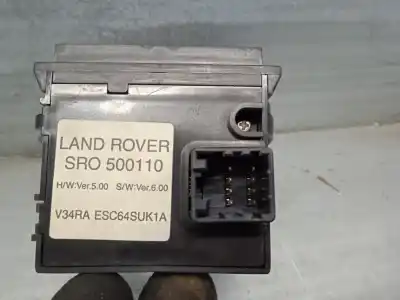 LAND ROVER
SRO 500110
H/W:Ver.5.00 S/W:Ver.6.00
V34RA ESC64SUK1A